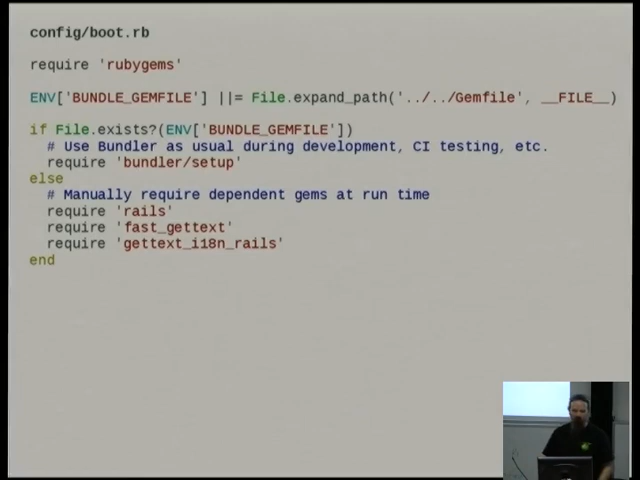 config/boot.rb
require 'rubygems'
ENV['BUNDLE_GEMFILE'] ||= File.expand_path('../../Gemfile', __FILE__)
if File.exists?(ENV['BUNDLE_GEMFILE'])
# Use Bundler as usual during development, CI testing, etc.
require 'bundler/setup'
else
# Manually require dependent gems at run time
require 'rails'
require 'fast_gettext'
require 'gettext_i18n_rails'
end